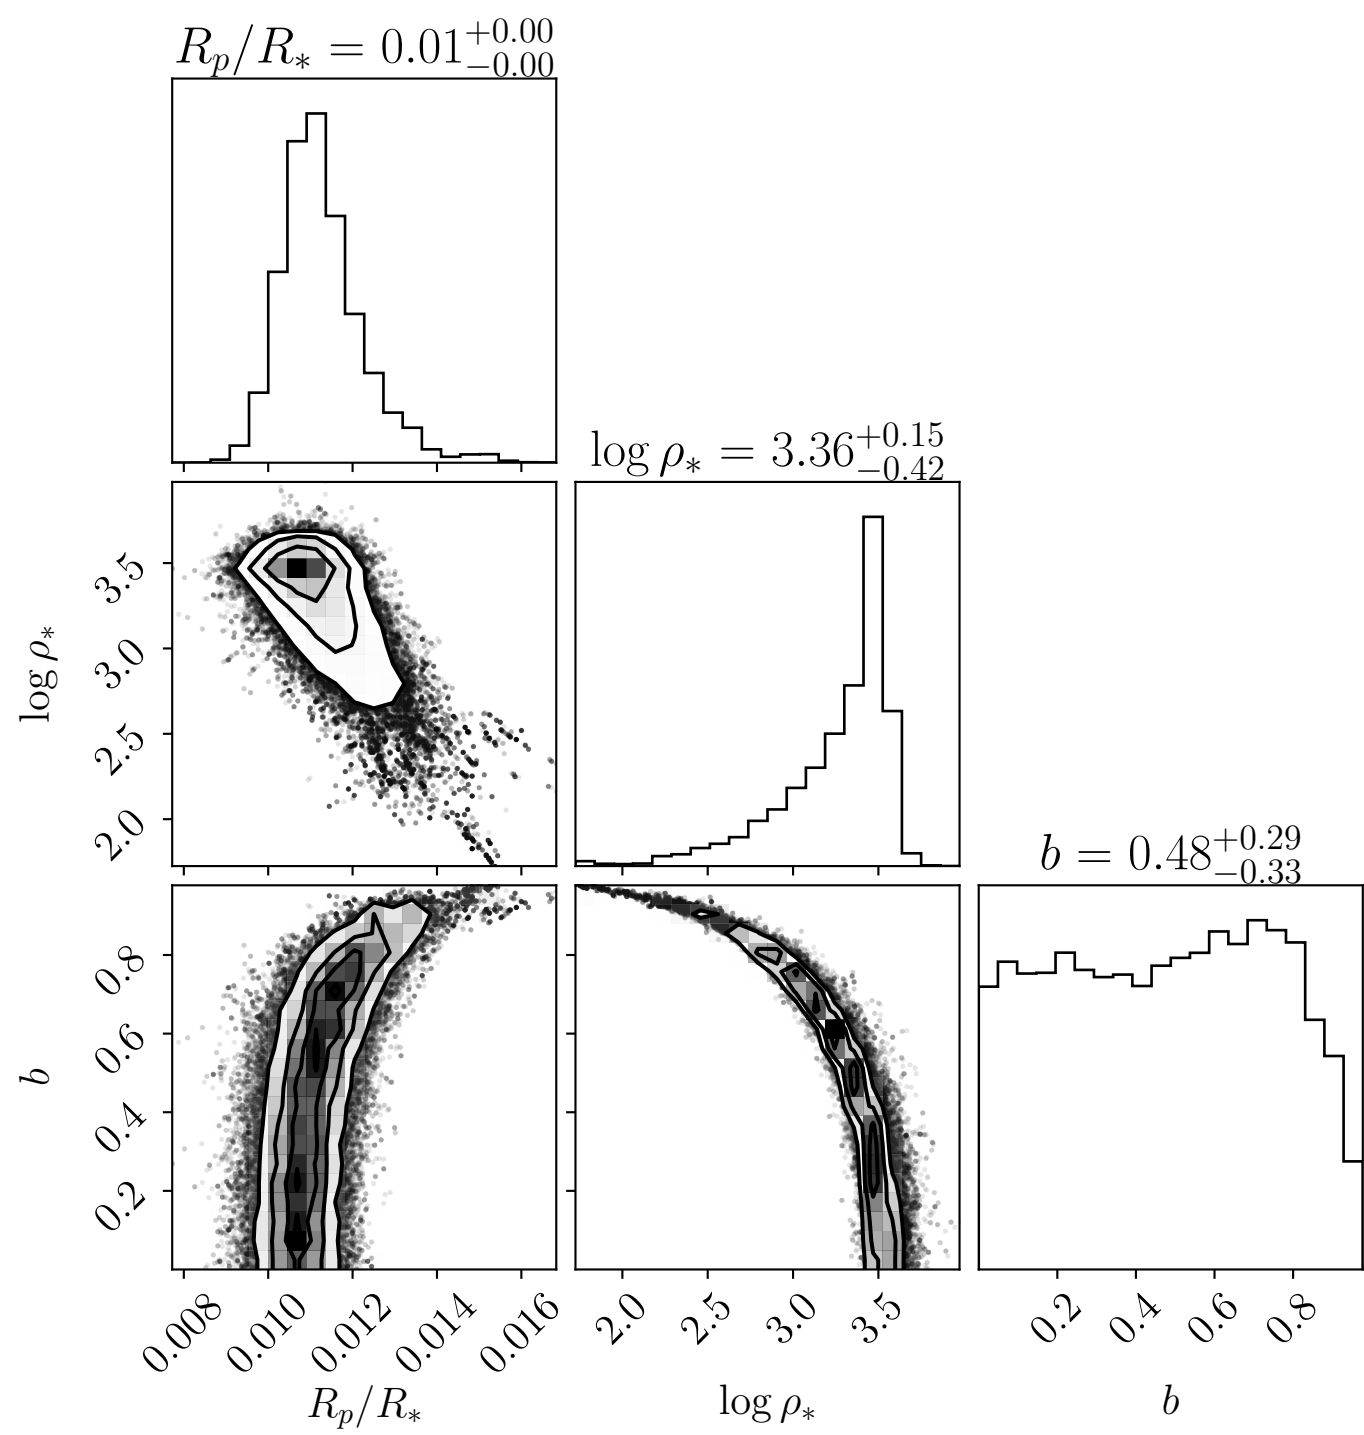 R_p/R_* = 0.01^{+0.00}_{-0.00}
log ρ_* = 3.36^{+0.15}_{-0.42}
3.5
3.0
2.5
2.0
log ρ_*
b = 0.48^{+0.29}_{-0.33}
0.8
0.6
0.4
0.2
b
0.008 0.010 0.012 0.014 0.016
2.0 2.5 3.0 3.5
0.2 0.4 0.6 0.8
R_p/R_*
log ρ_*
b